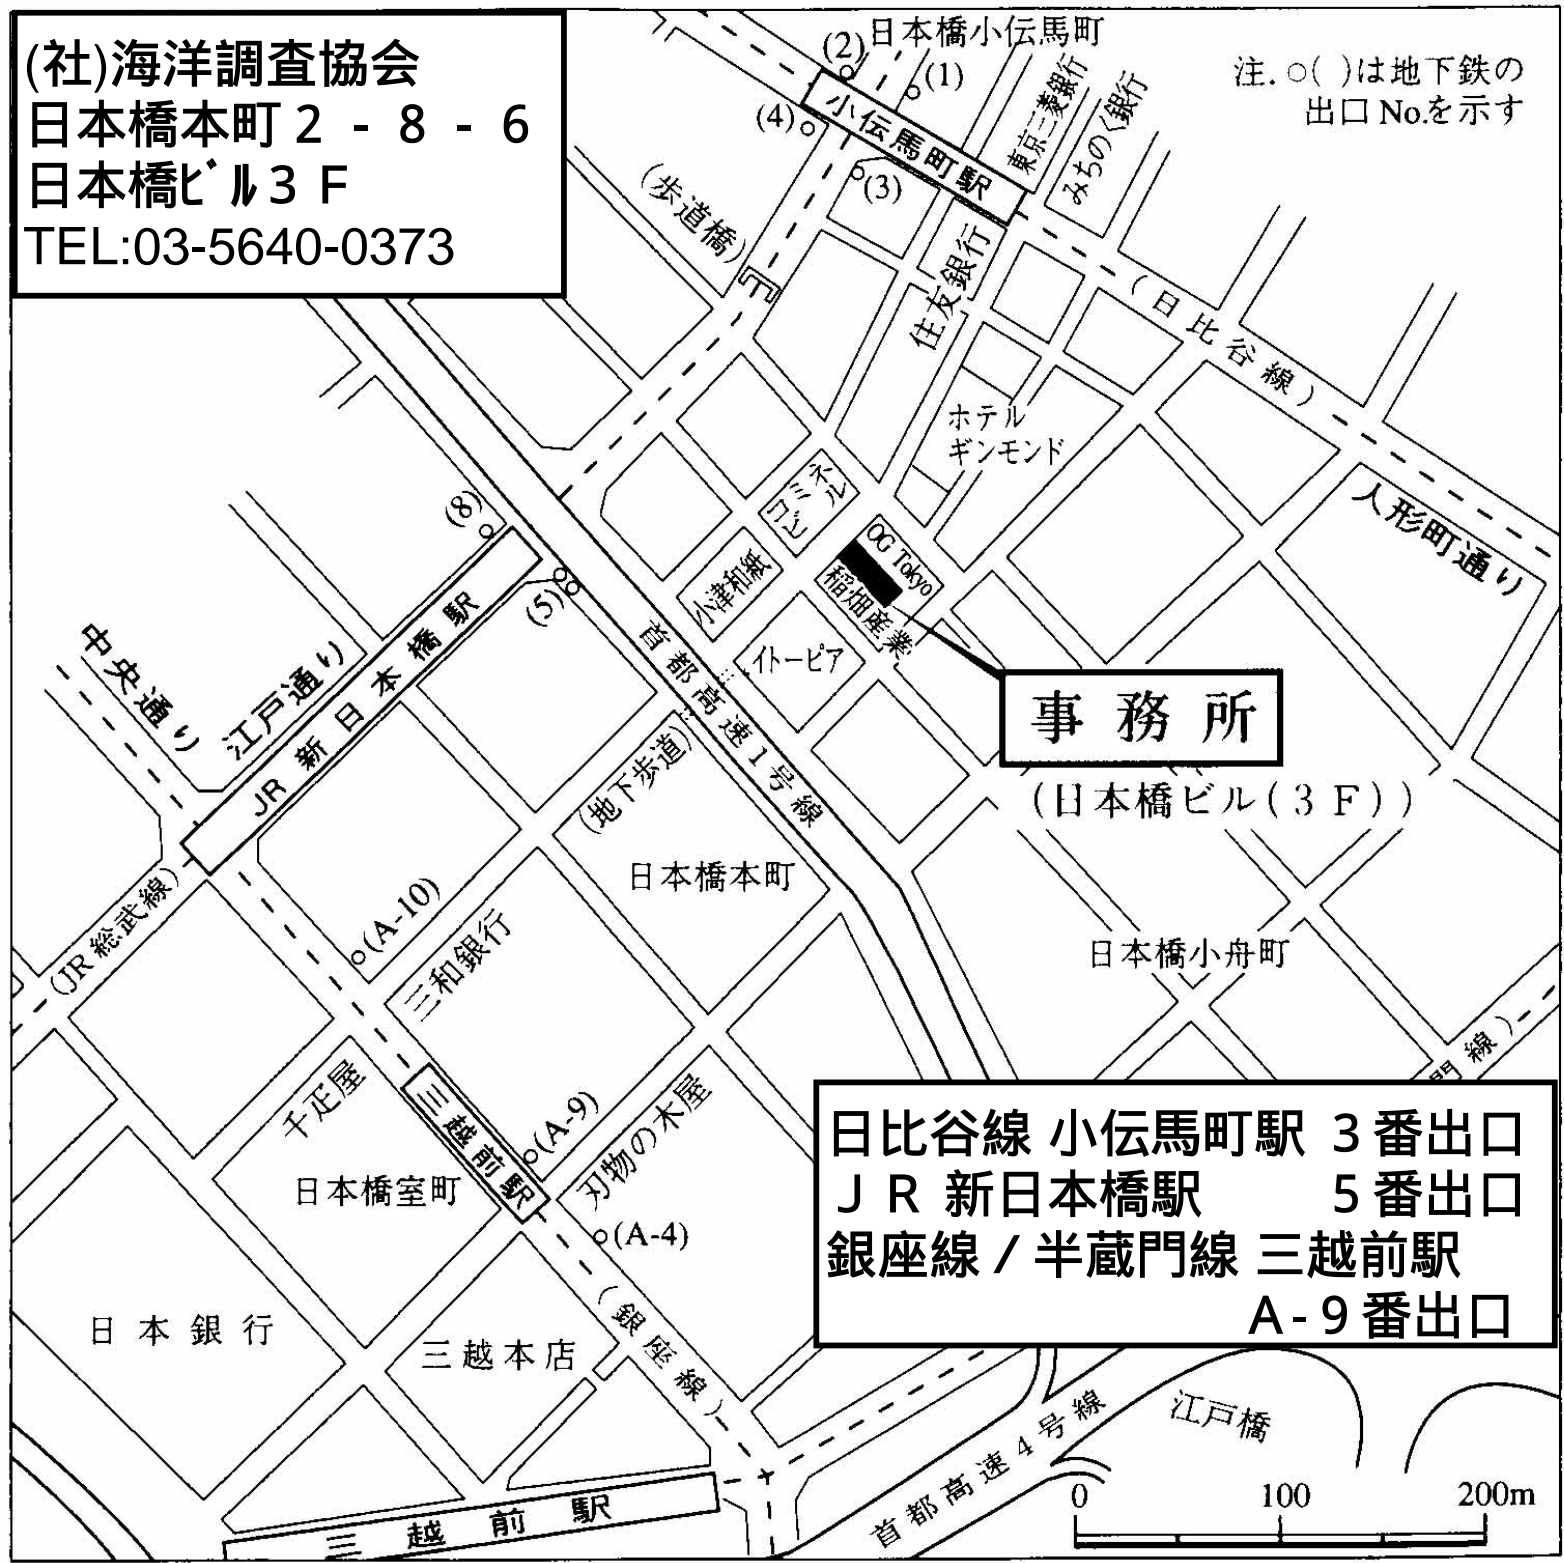 (社)海洋調査協会
日本橋本町2-8-6
日本橋ﾋﾞﾙ3F
TEL:03-5640-0373
日本橋小伝馬町
注.○( )は地下鉄の
出口 No.を示す
(2)
(1)
(4)
(3)
小伝馬町駅
東京三菱銀行
みちのく銀行
(歩道橋)
住友銀行
(日比谷線)
ホテル
ギンモンド
人形町通り
コミネ
ビル
OG Tokyo
稲畑産業
小津和紙
イトーピア
(8)
(5)
JR 新日本橋駅
中央通り
江戸通り
首都高速1号線
事務所
(日本橋ビル(3F))
(地下歩道)
日本橋本町
(JR総武線)
(A-10)
三和銀行
日本橋小舟町
門線)
千疋屋
三越前駅
(A-9)
刃物の木屋
日本橋室町
(A-4)
日比谷線 小伝馬町駅 3番出口
JR 新日本橋駅 5番出口
銀座線/半蔵門線 三越前駅
A-9番出口
日本銀行
三越本店
(銀座線)
首都高速4号線
江戸橋
三越前駅
0 100 200m